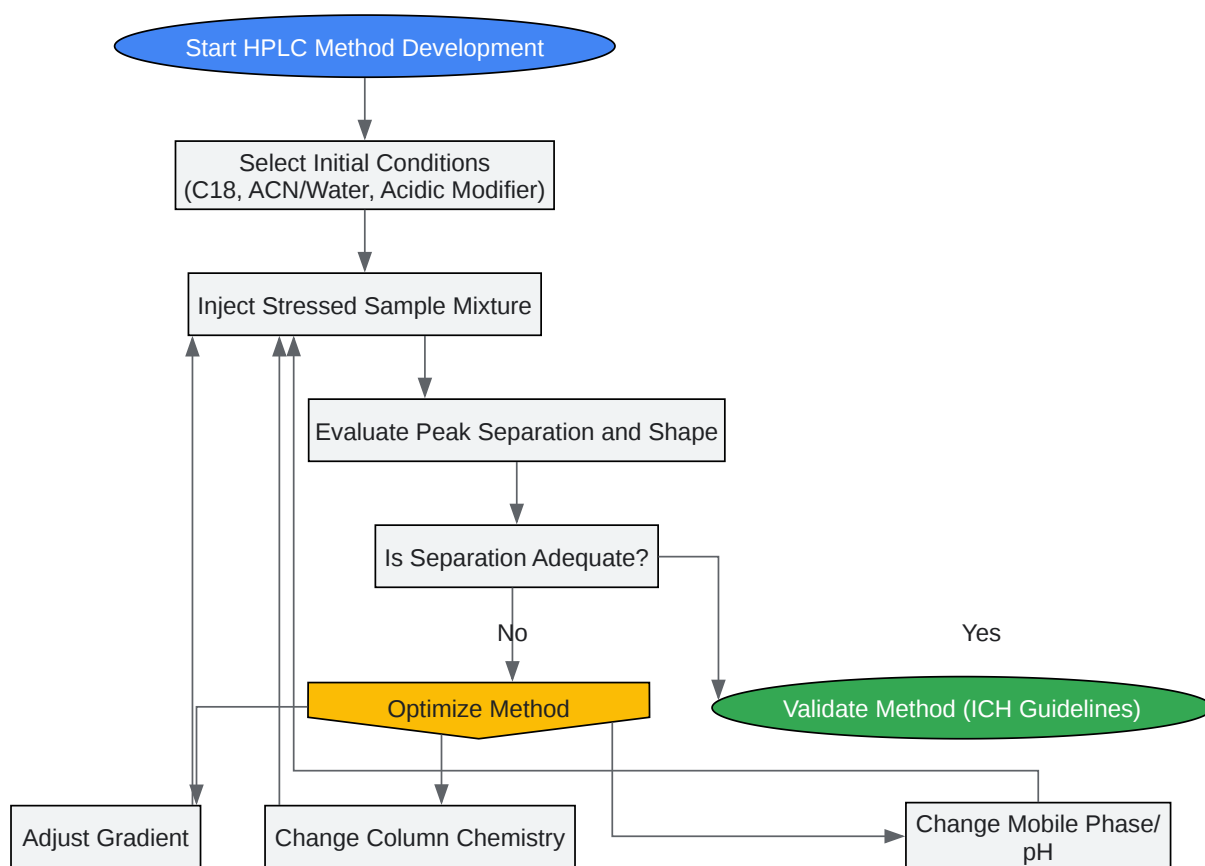 Start HPLC Method Development
Select Initial Conditions
(C18, ACN/Water, Acidic Modifier)
Inject Stressed Sample Mixture
Evaluate Peak Separation and Shape
Is Separation Adequate?
No
Yes
Optimize Method
Validate Method (ICH Guidelines)
Adjust Gradient
Change Column Chemistry
Change Mobile Phase/
pH